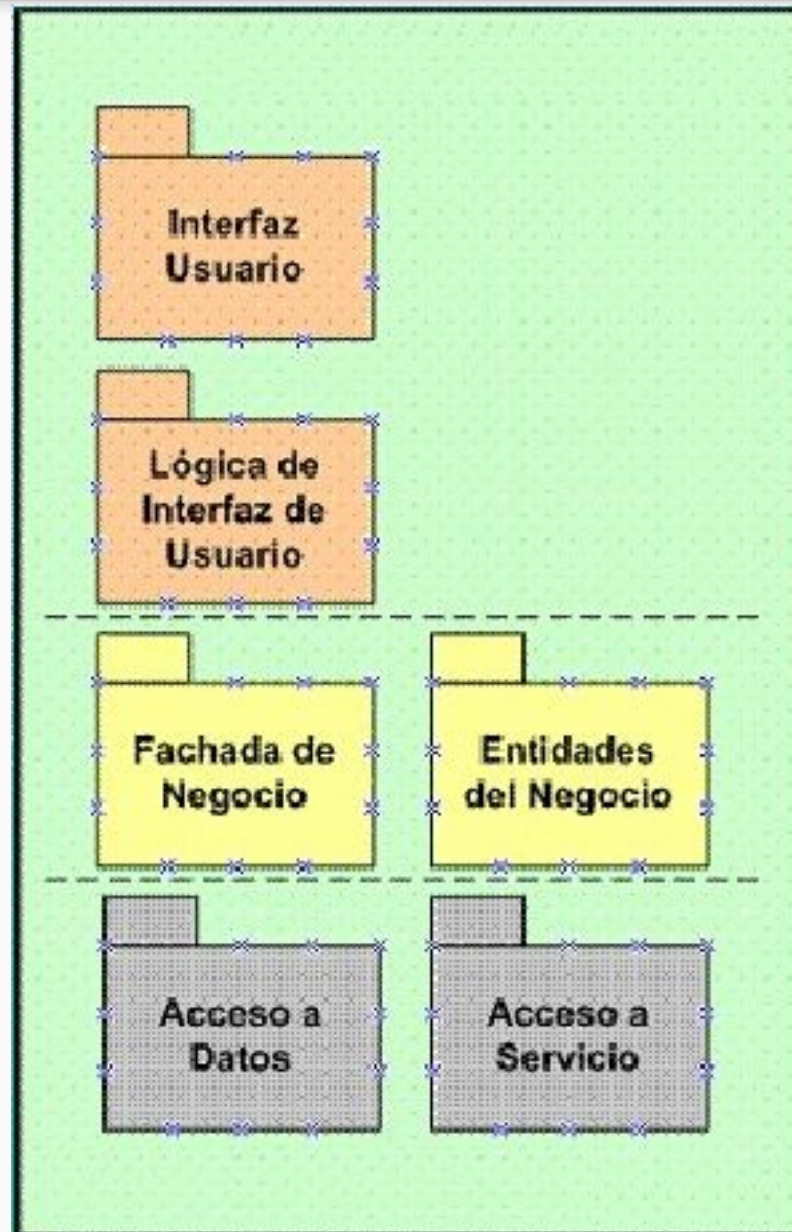 Interfaz
Usuario
Lógica de
Interfaz de
Usuario
Fachada de
Negocio
Entidades
del Negocio
Acceso a
Datos
Acceso a
Servicio